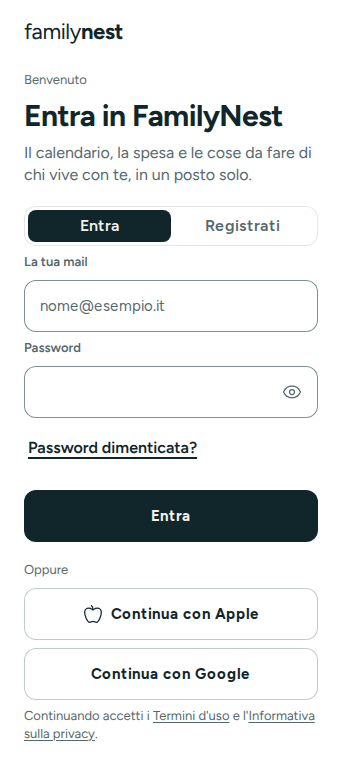 familynest
Benvenuto
Entra in FamilyNest
Il calendario, la spesa e le cose da fare di
chi vive con te, in un posto solo.
Entra
Registrati
La tua mail
nome@esempio.it
Password
Password dimenticata?
Entra
Oppure
Continua con Apple
Continua con Google
Continuando accetti i Termini d'uso e l'Informativa
sulla privacy.